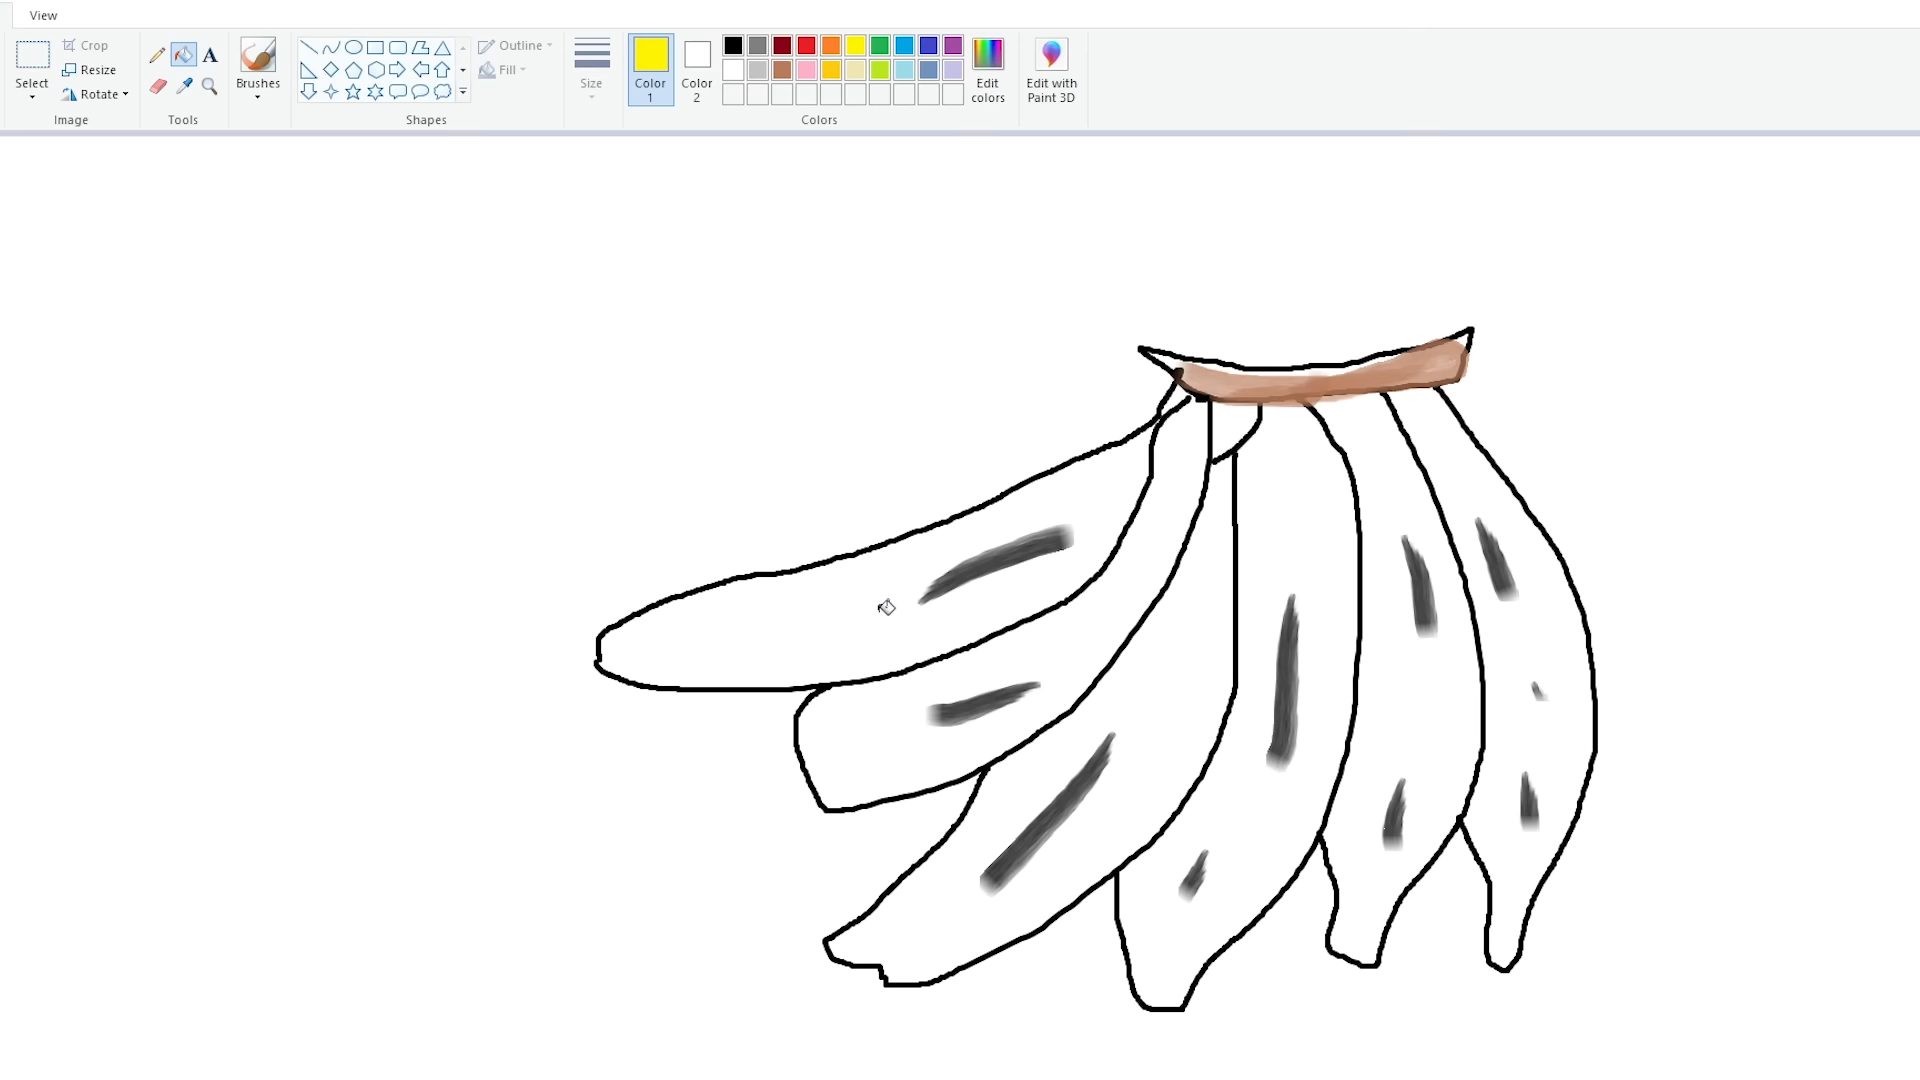 View
Select
Crop
Resize
Rotate
Image
A
Tools
Brushes
Shapes
Outline
Fill
Size
Color
1
Color
2
Colors
Edit
colors
Edit with
Paint 3D